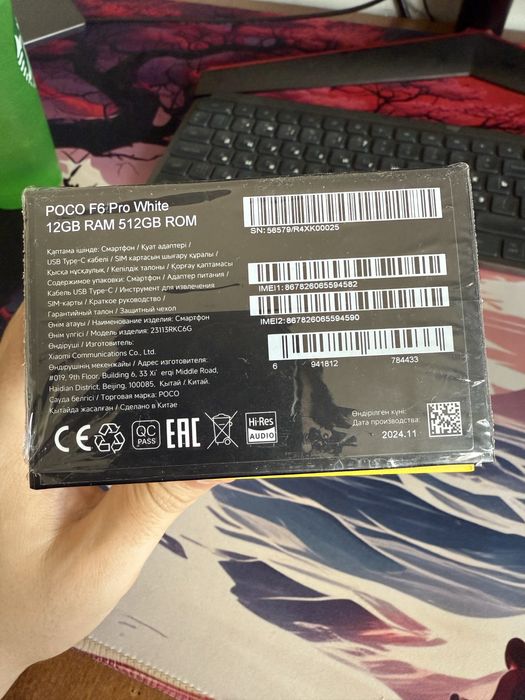 POCO F6 Pro White
12GB RAM 512GB ROM
Қаптама ішінде: Смартфон / Қуат адаптері /
USB Type-C кабелі / SIM картасын шығару құралы /
Қысқа нұсқаулық / Кепілдік талоны / Қорғау қаптамасы
Содержимое упаковки: Смартфон / Адаптер питания /
Кабель USB Type-C / Инструмент для извлечения
SIM-карты / Краткое руководство /
Гарантийный талон / Защитный чехол
Өнім атауы / Наименование изделия: Смартфон
Өнім үлгісі / Модель изделия: 23113RKC6G
Өндіруші / Изготовитель:
Xiaomi Communications Co., Ltd.
Өндірушінің мекенжайы / Адрес изготовителя:
#019, 9th Floor, Building 6, 33 Xi' erqi Middle Road,
Haidian District, Beijing, 100085, Қытай / Китай.
Сауда белгісі / Торговая марка: POCO
Қытайда жасалған / Сделано в Китае
SN: 56579/R4XK00025
IMEI1:867826065594582
IMEI2:867826065594590
6 941812 784433
CE
QC
PASS
EAC
Hi-Res
AUDIO
Өндірілген күні:
Дата производства:
2024.11